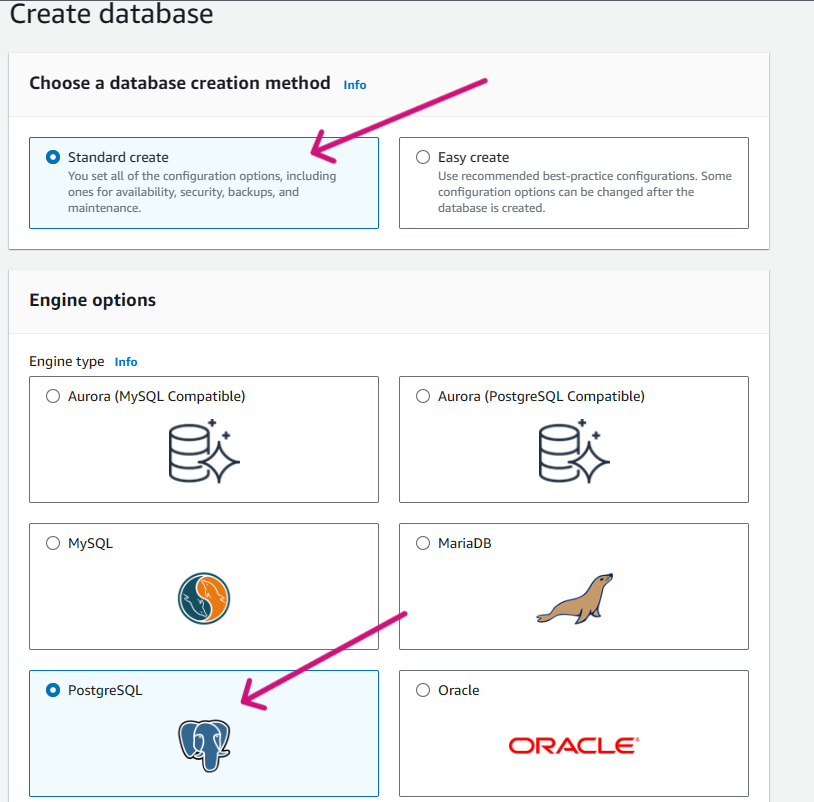 Create database
Choose a database creation method Info
Standard create
You set all of the configuration options, including
ones for availability, security, backups, and
maintenance.
Easy create
Use recommended best-practice configurations. Some
configuration options can be changed after the
database is created.
Engine options
Engine type Info
Aurora (MySQL Compatible)
Aurora (PostgreSQL Compatible)
MySQL
MariaDB
PostgreSQL
Oracle
ORACLE®